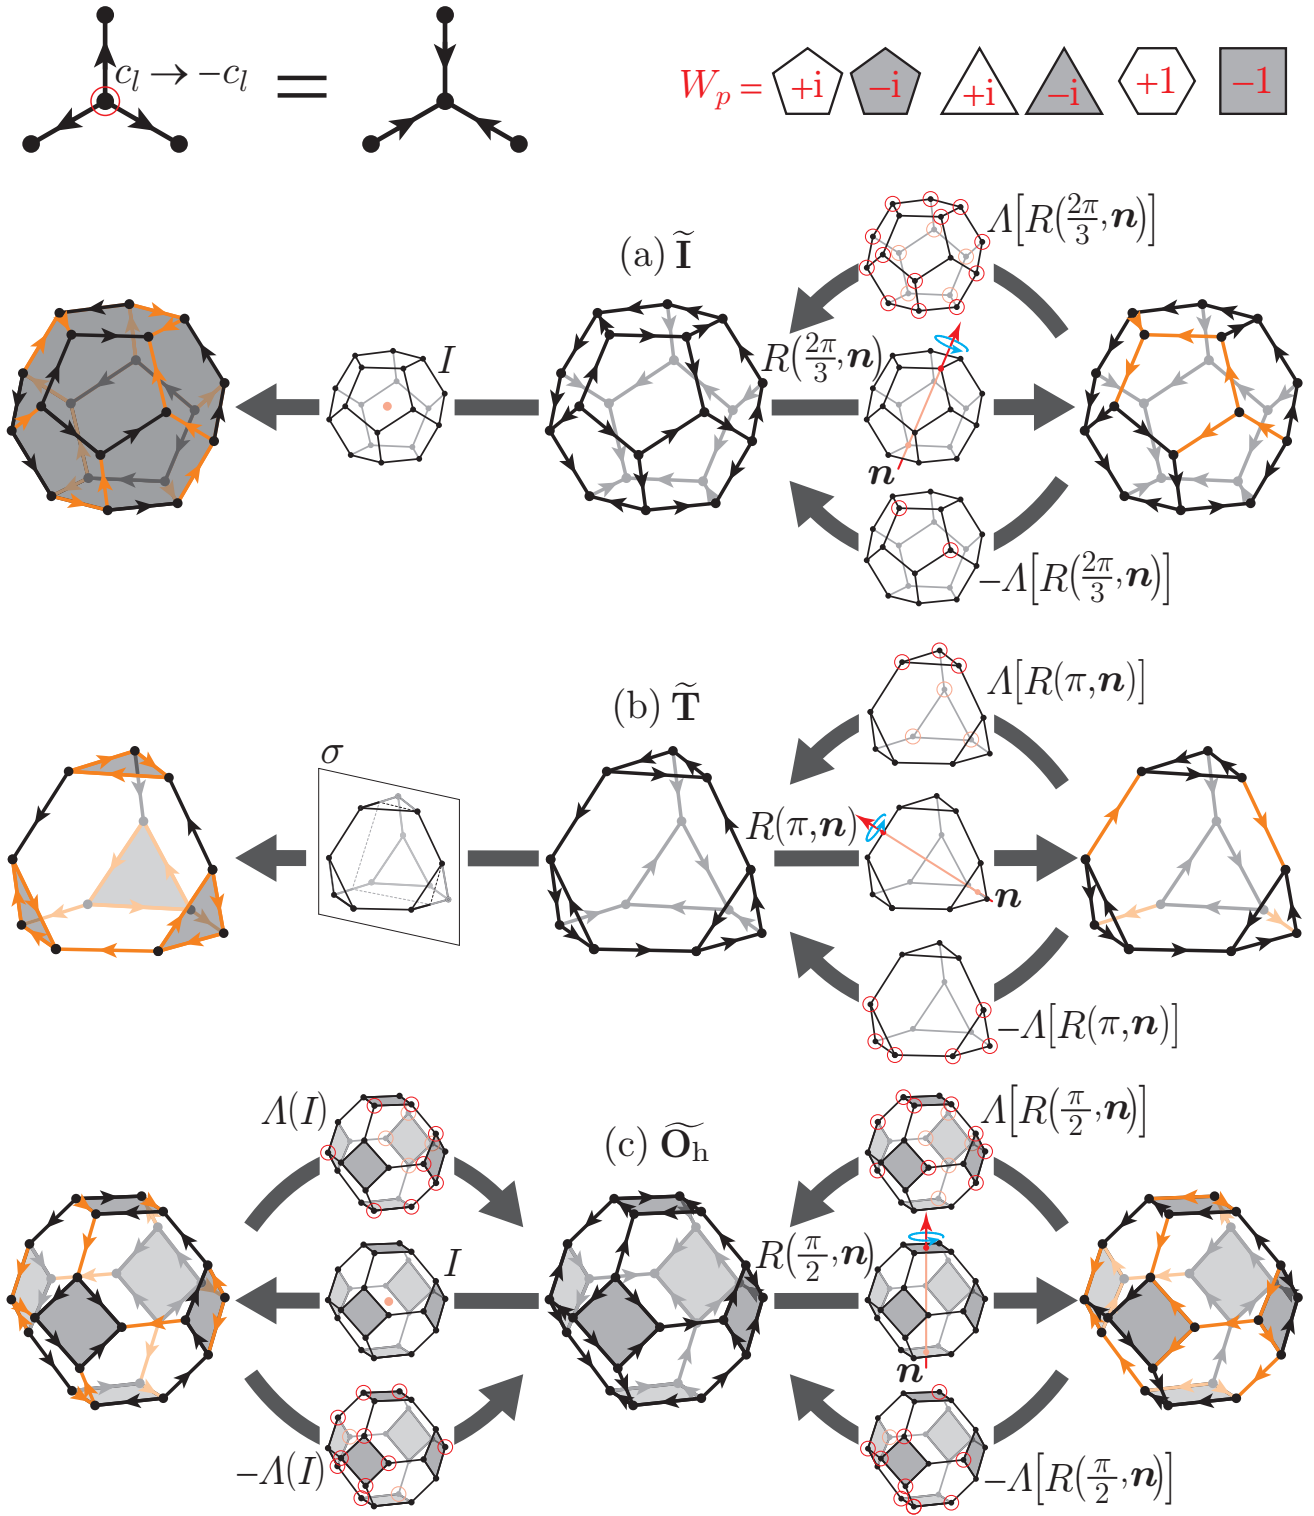 c_l → −c_l =
W_p = +i −i +i −i +1 −1
(a) Ĩ
Λ[R(2π/3, n)]
I
R(2π/3, n)
n
−Λ[R(2π/3, n)]
(b) T̃
Λ[R(π, n)]
σ
R(π, n)
n
−Λ[R(π, n)]
(c) Õ_h
Λ(I)
Λ[R(π/2, n)]
I
R(π/2, n)
n
−Λ(I)
−Λ[R(π/2, n)]